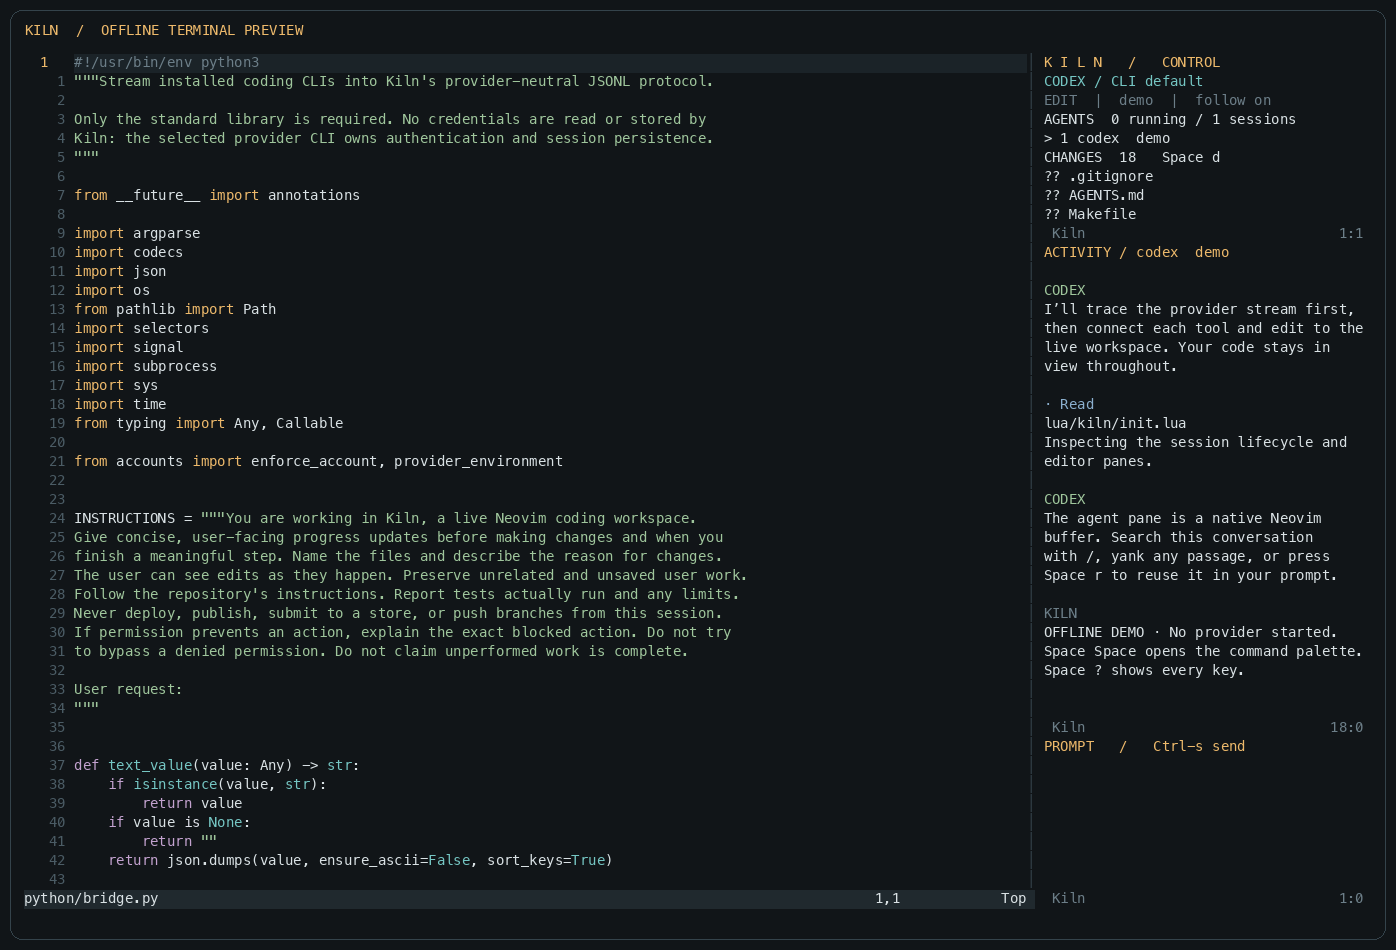 KILN  /  OFFLINE TERMINAL PREVIEW
1   #!/usr/bin/env python3
1 """Stream installed coding CLIs into Kiln's provider-neutral JSONL protocol.
2
3 Only the standard library is required. No credentials are read or stored by
4 Kiln: the selected provider CLI owns authentication and session persistence.
5 """
6
7 from __future__ import annotations
8
9 import argparse
10 import codecs
11 import json
12 import os
13 from pathlib import Path
14 import selectors
15 import signal
16 import subprocess
17 import sys
18 import time
19 from typing import Any, Callable
20
21 from accounts import enforce_account, provider_environment
22
23
24 INSTRUCTIONS = """You are working in Kiln, a live Neovim coding workspace.
25 Give concise, user-facing progress updates before making changes and when you
26 finish a meaningful step. Name the files and describe the reason for changes.
27 The user can see edits as they happen. Preserve unrelated and unsaved user work.
28 Follow the repository's instructions. Report tests actually run and any limits.
29 Never deploy, publish, submit to a store, or push branches from this session.
30 If permission prevents an action, explain the exact blocked action. Do not try
31 to bypass a denied permission. Do not claim unperformed work is complete.
32
33 User request:
34 """
35
36
37 def text_value(value: Any) -> str:
38     if isinstance(value, str):
39         return value
40     if value is None:
41         return ""
42     return json.dumps(value, ensure_ascii=False, sort_keys=True)
43
python/bridge.py 1,1 Top
K I L N   /   CONTROL
CODEX / CLI default
EDIT  |  demo  |  follow on
AGENTS  0 running / 1 sessions
> 1 codex  demo
CHANGES  18   Space d
?? .gitignore
?? AGENTS.md
?? Makefile
Kiln 1:1
ACTIVITY / codex  demo
CODEX
I’ll trace the provider stream first,
then connect each tool and edit to the
live workspace. Your code stays in
view throughout.
· Read
lua/kiln/init.lua
Inspecting the session lifecycle and
editor panes.
CODEX
The agent pane is a native Neovim
buffer. Search this conversation
with /, yank any passage, or press
Space r to reuse it in your prompt.
KILN
OFFLINE DEMO · No provider started.
Space Space opens the command palette.
Space ? shows every key.
Kiln 18:0
PROMPT   /   Ctrl-s send
Kiln 1:0